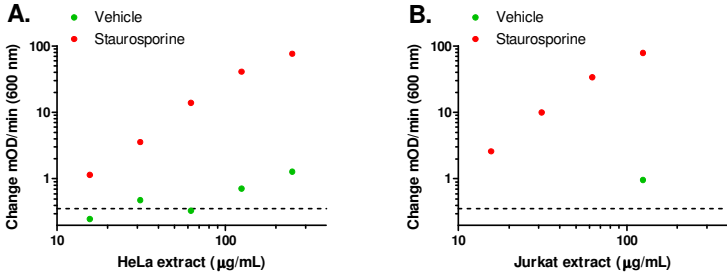 A.
Vehicle
Staurosporine
Change mOD/min (600 nm)
100
10
1
10
100
HeLa extract (µg/mL)
B.
Vehicle
Staurosporine
Change mOD/min (600 nm)
100
10
1
10
100
Jurkat extract (µg/mL)